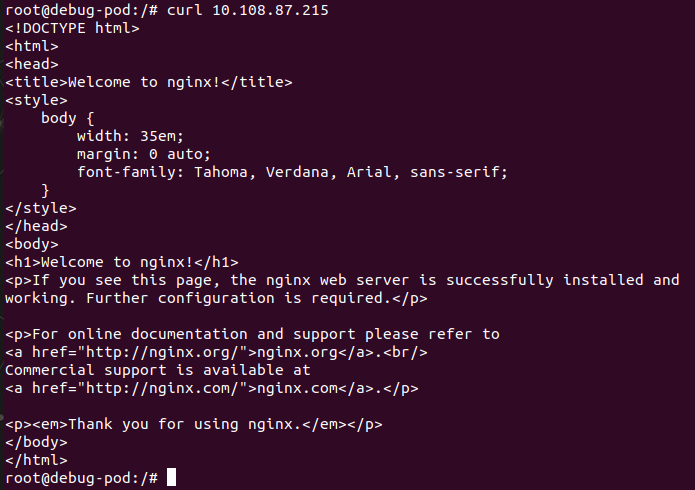 root@debug-pod:/# curl 10.108.87.215
<!DOCTYPE html>
<html>
<head>
<title>Welcome to nginx!</title>
<style>
    body {
        width: 35em;
        margin: 0 auto;
        font-family: Tahoma, Verdana, Arial, sans-serif;
    }
</style>
</head>
<body>
<h1>Welcome to nginx!</h1>
<p>If you see this page, the nginx web server is successfully installed and
working. Further configuration is required.</p>

<p>For online documentation and support please refer to
<a href="http://nginx.org/">nginx.org</a>.<br/>
Commercial support is available at
<a href="http://nginx.com/">nginx.com</a>.</p>

<p><em>Thank you for using nginx.</em></p>
</body>
</html>
root@debug-pod:/#